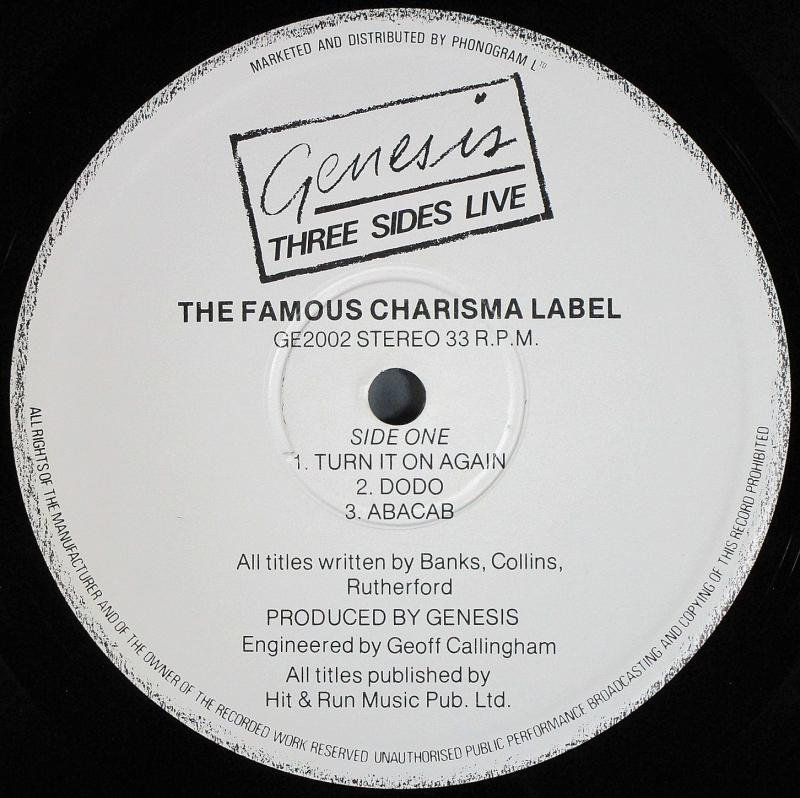 MARKETED AND DISTRIBUTED BY PHONOGRAM LTD
Genesis
THREE SIDES LIVE
THE FAMOUS CHARISMA LABEL
GE2002 STEREO 33 R.P.M.
SIDE ONE
1. TURN IT ON AGAIN
2. DODO
3. ABACAB
All titles written by Banks, Collins,
Rutherford
PRODUCED BY GENESIS
Engineered by Geoff Callingham
All titles published by
Hit & Run Music Pub. Ltd.
ALL RIGHTS OF THE MANUFACTURER AND OF THE OWNER OF THE RECORDED WORK RESERVED UNAUTHORISED PUBLIC PERFORMANCE BROADCASTING AND COPYING OF THIS RECORD PROHIBITED